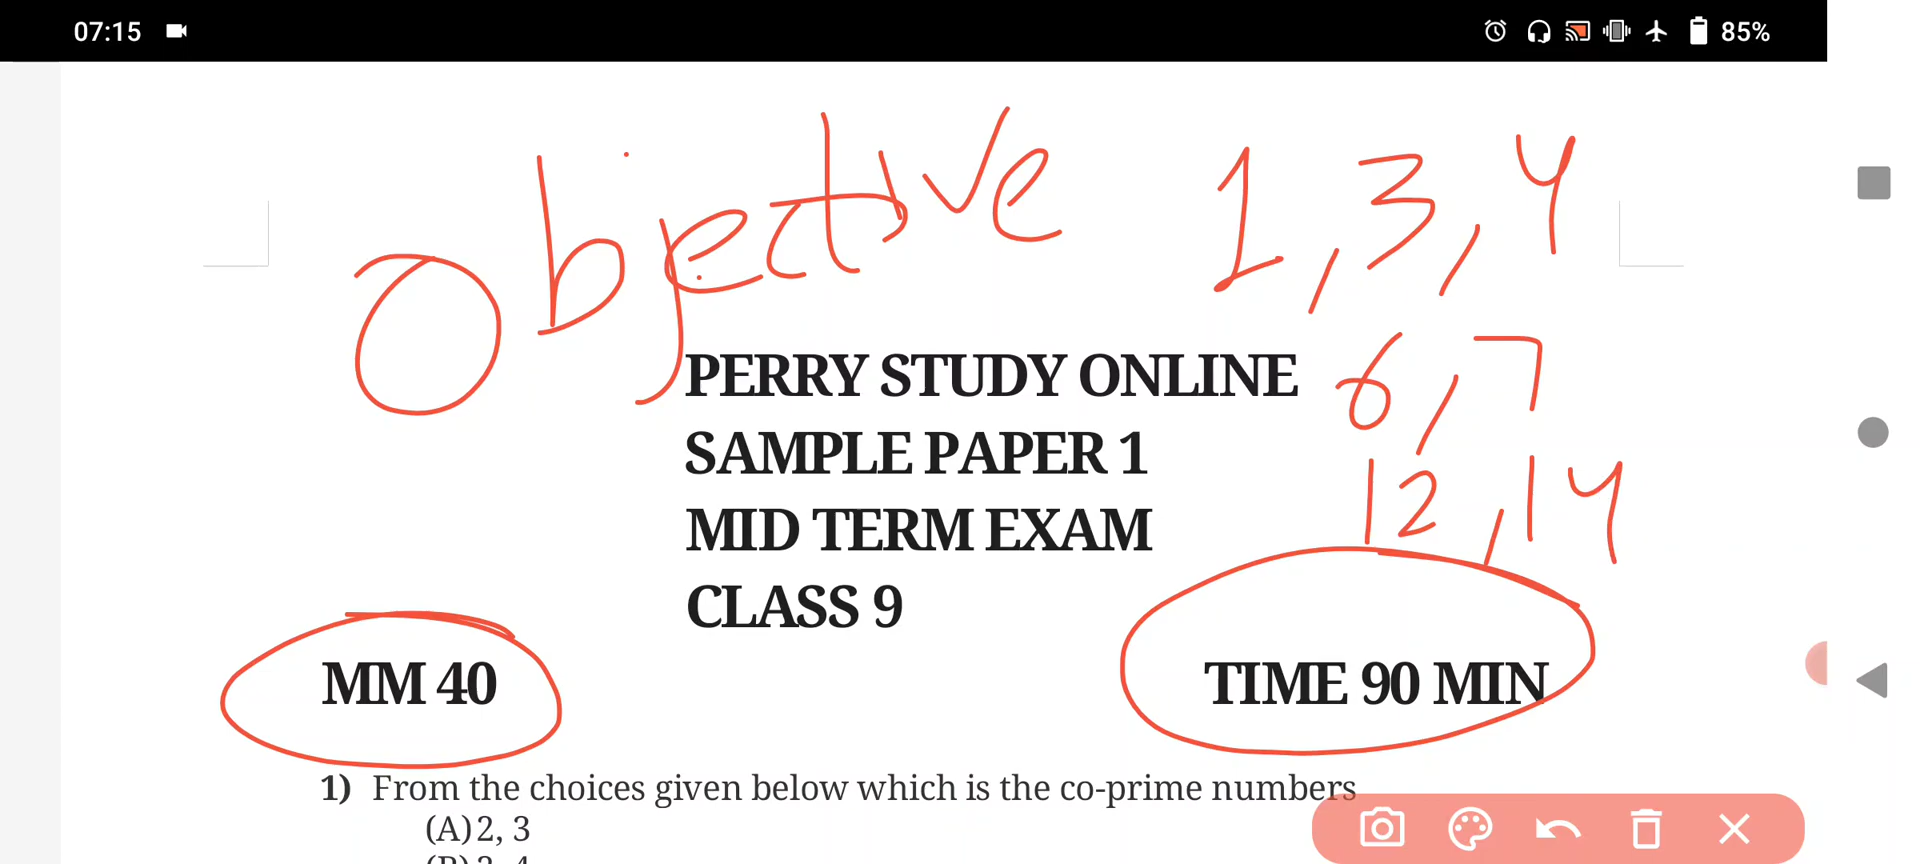 07:15 85%
Objective 1, 3, 4
6, 7
12, 14
PERRY STUDY ONLINE
SAMPLE PAPER 1
MID TERM EXAM
CLASS 9
MM 40 TIME 90 MIN
1) From the choices given below which is the co-prime numbers
(A) 2, 3